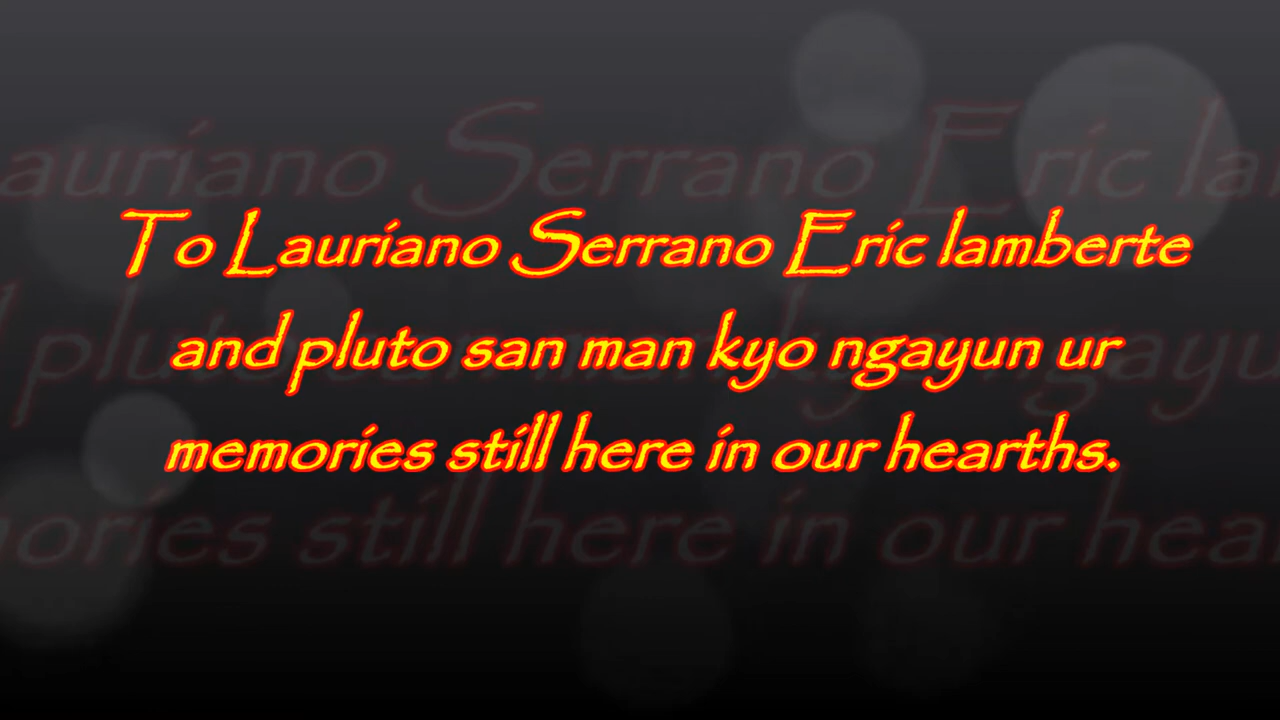 To Lauriano Serrano Eric lamberte
and pluto san man kyo ngayun ur
memories still here in our hearths.